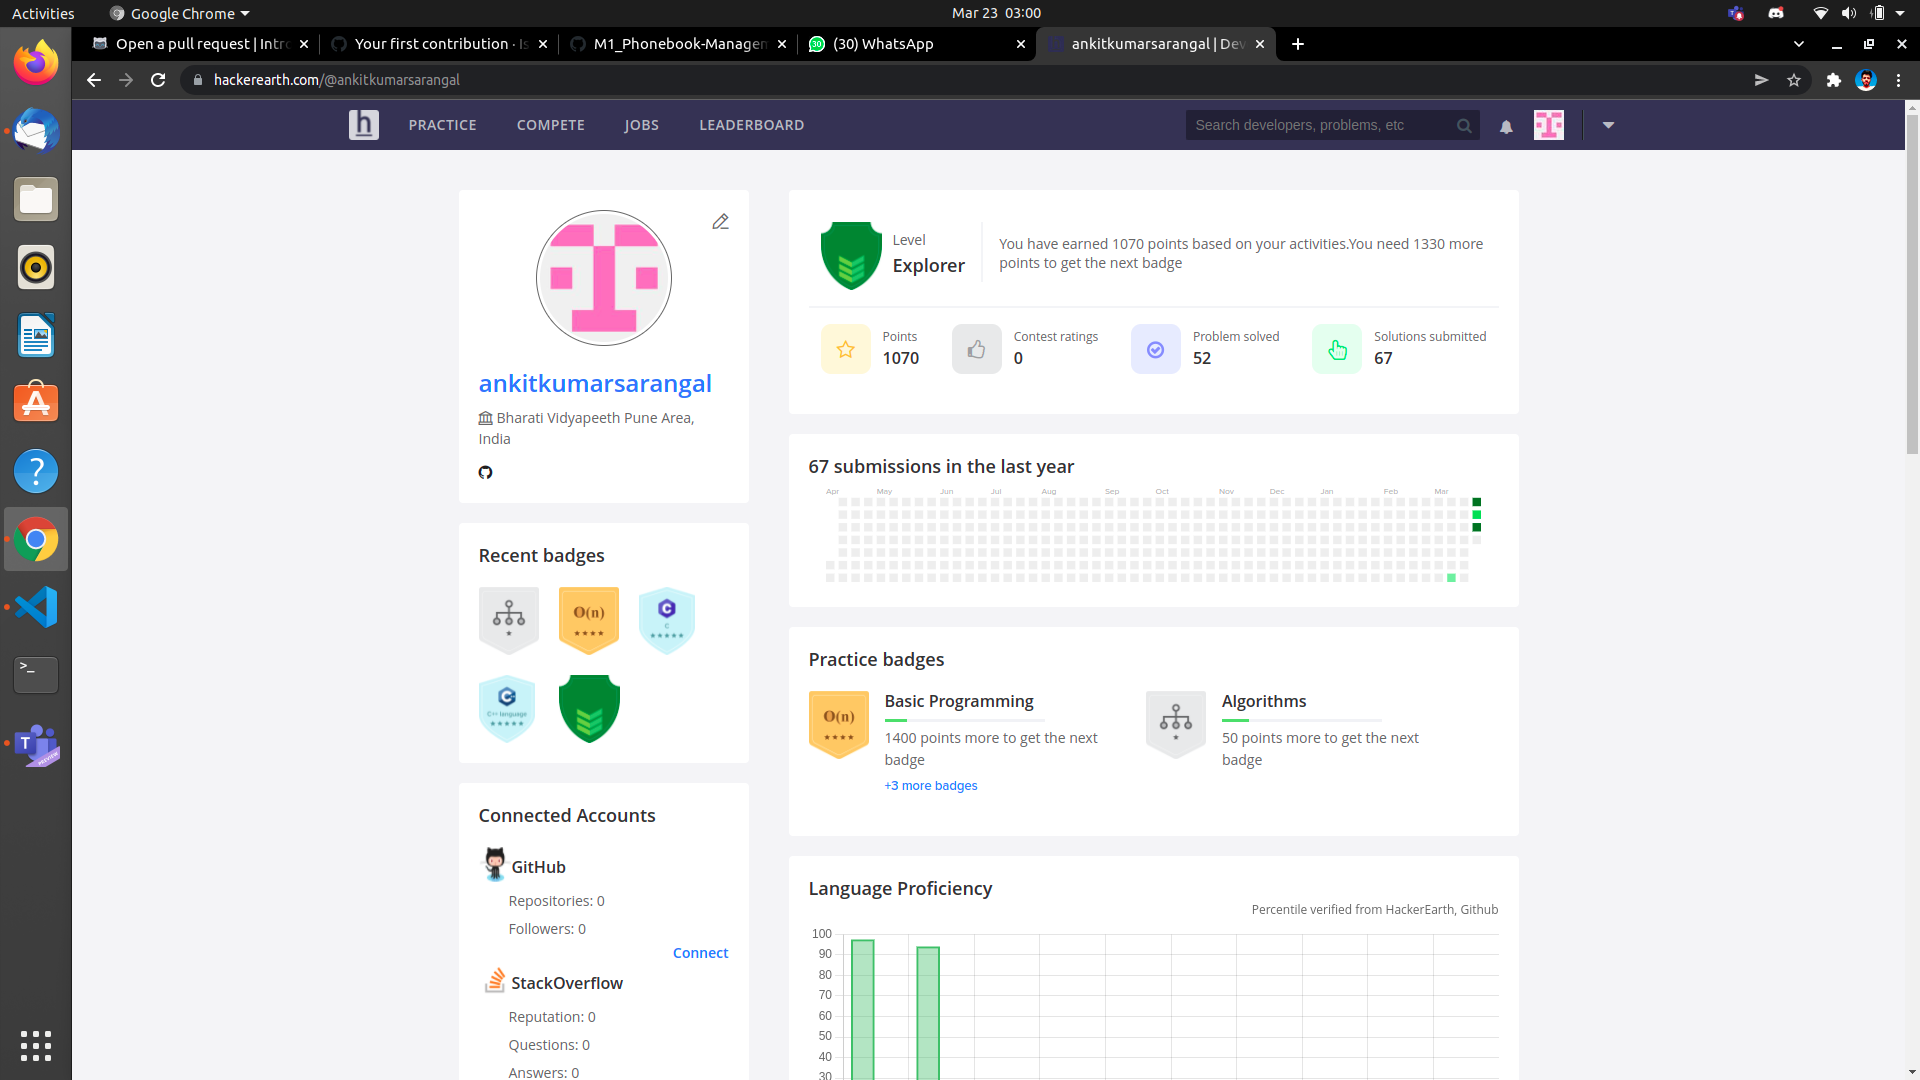 Activities
Google Chrome
Mar 23 03:00
Open a pull request | Intro
Your first contribution · Is
M1_Phonebook-Managem
(30) WhatsApp
ankitkumarsarangal | Dev
hackerearth.com/@ankitkumarsarangal
h
PRACTICE
COMPETE
JOBS
LEADERBOARD
Search developers, problems, etc
ankitkumarsarangal
Bharati Vidyapeeth Pune Area,
India
Level
Explorer
You have earned 1070 points based on your activities.You need 1330 more
points to get the next badge
Points
1070
Contest ratings
0
Problem solved
52
Solutions submitted
67
67 submissions in the last year
Apr May Jun Jul Aug Sep Oct Nov Dec Jan Feb Mar
Recent badges
O(n)
C
C
C++ language
Practice badges
O(n)
Basic Programming
1400 points more to get the next
badge
+3 more badges
Algorithms
50 points more to get the next
badge
Connected Accounts
GitHub
Repositories: 0
Followers: 0
Connect
StackOverflow
Reputation: 0
Questions: 0
Answers: 0
Language Proficiency
Percentile verified from HackerEarth, Github
100
90
80
70
60
50
40
30